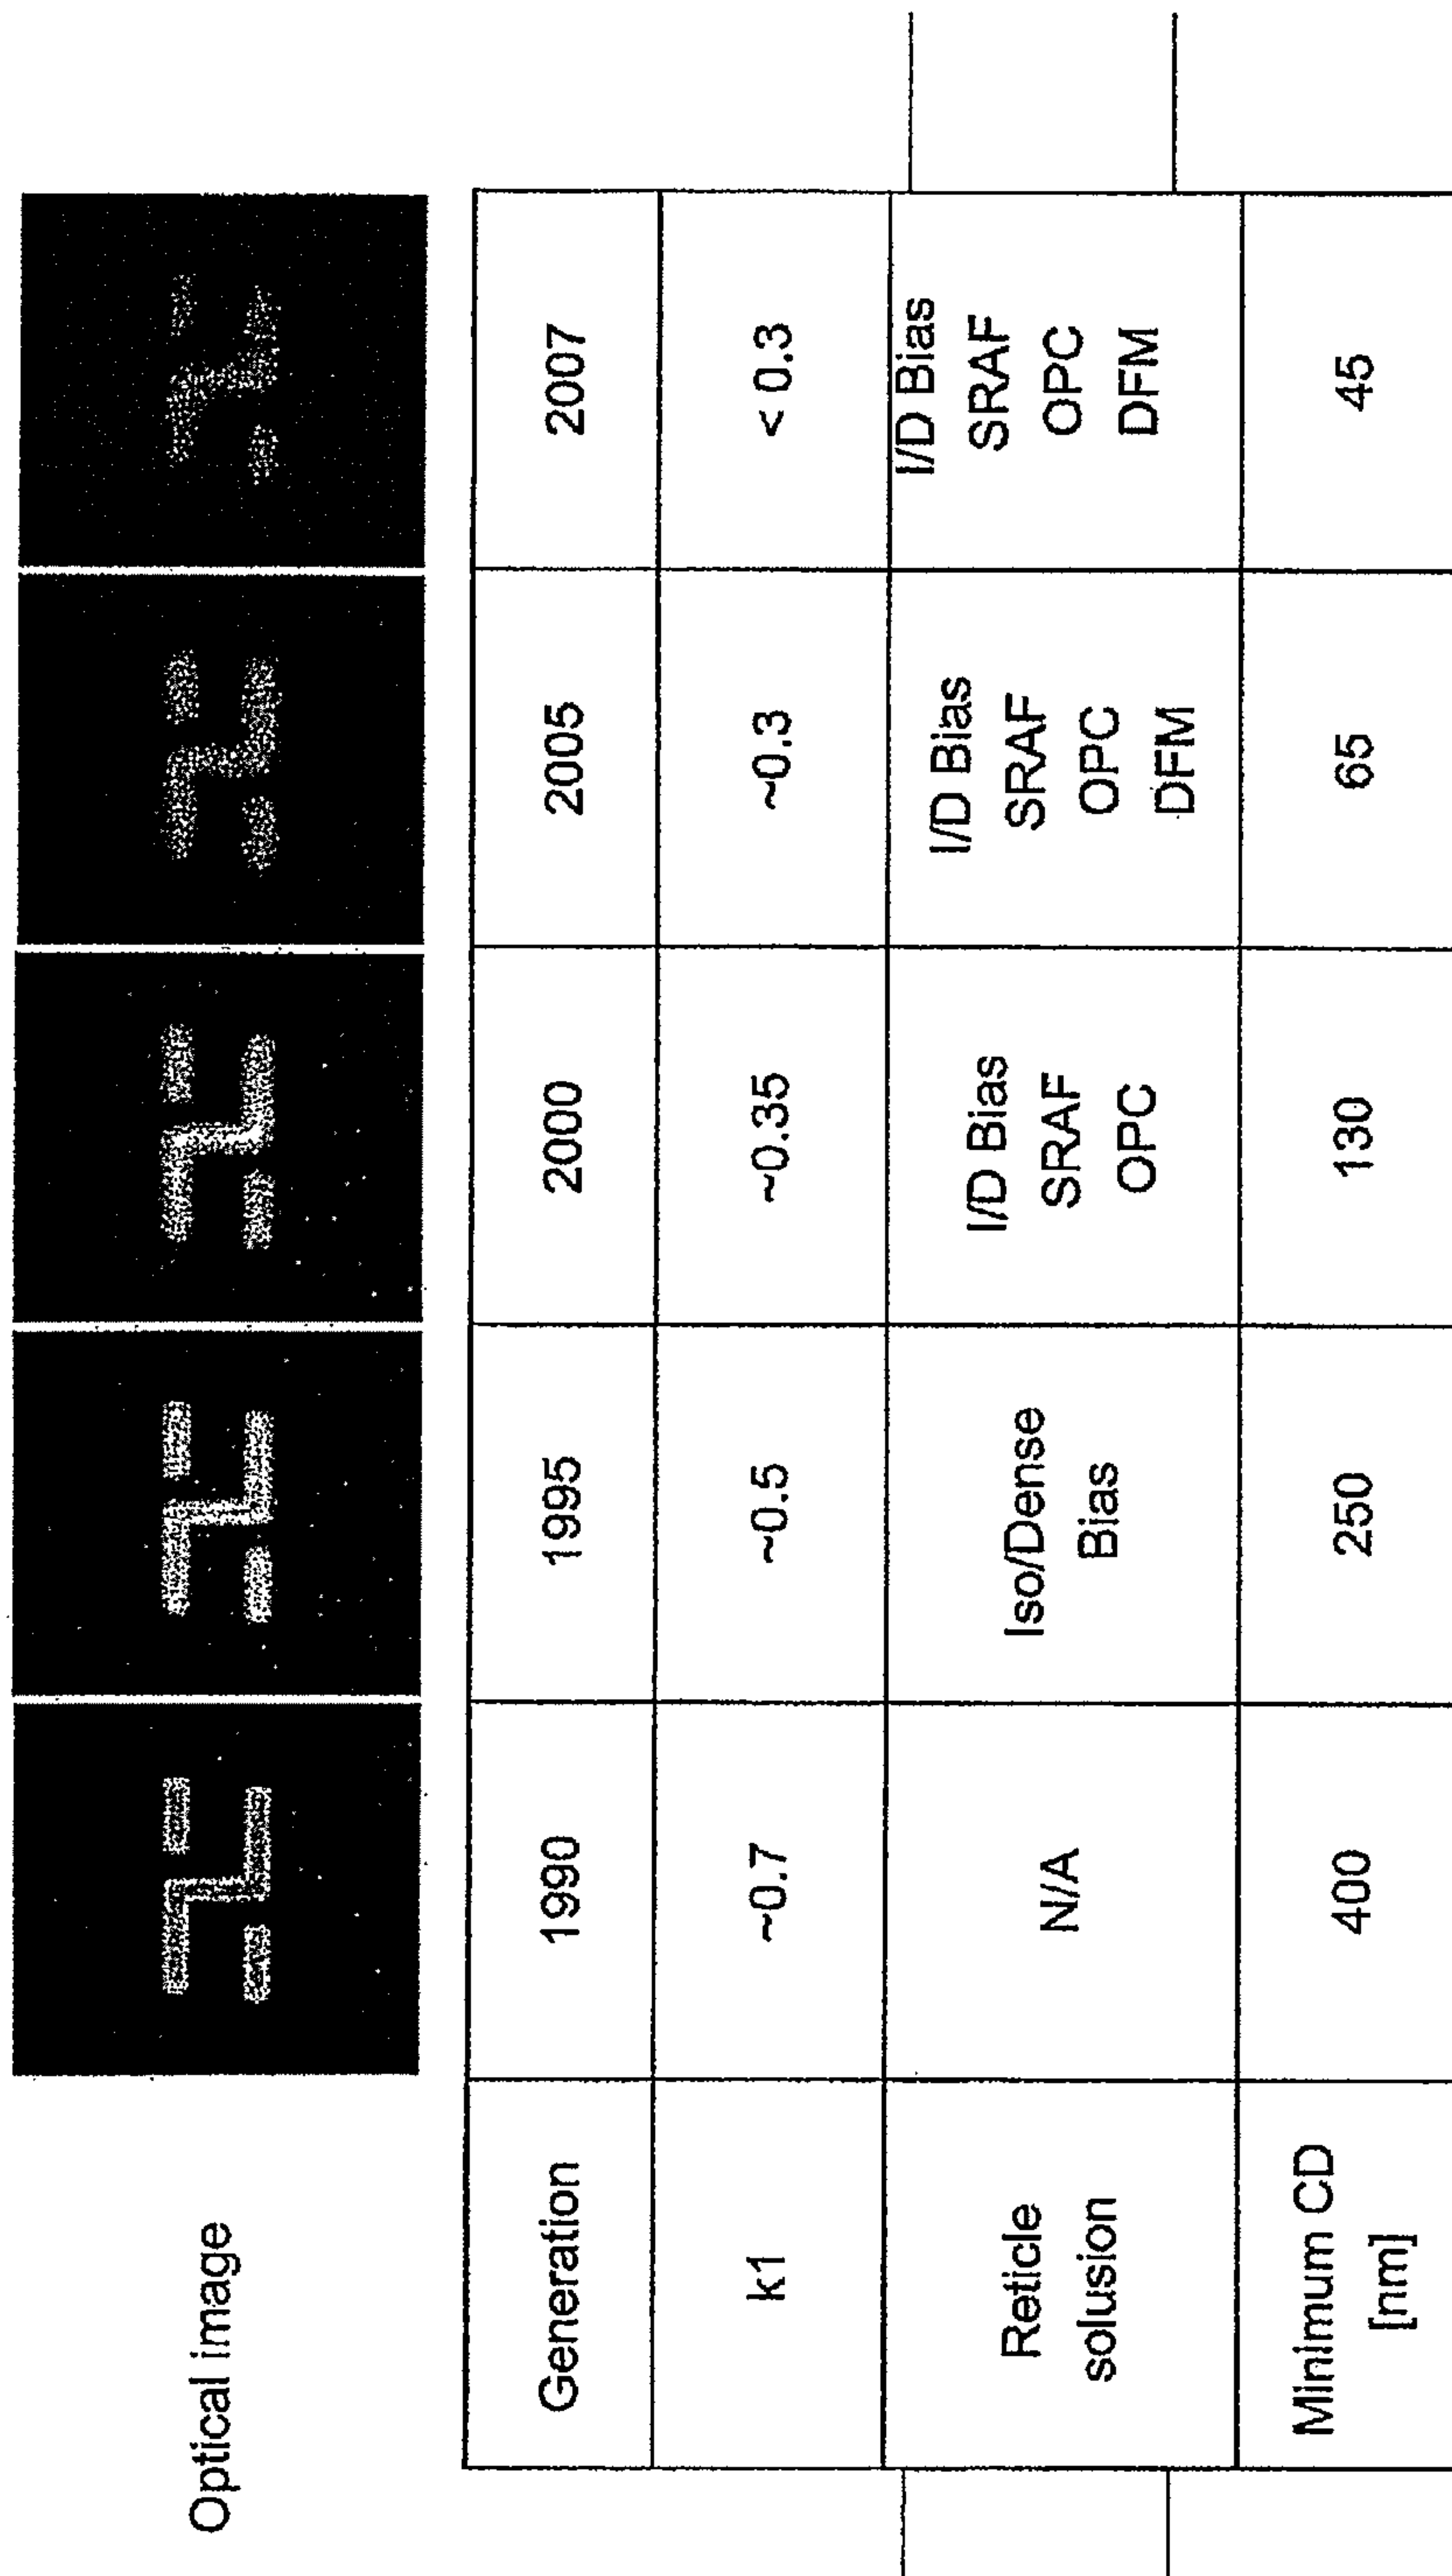 Optical image
Generation 1990 1995 2000 2005 2007
k1 ~0.7 ~0.5 ~0.35 ~0.3 < 0.3
Reticle
solusion
N/A
Iso/Dense
Bias
I/D Bias
SRAF
OPC
I/D Bias
SRAF
OPC
DFM
I/D Bias
SRAF
OPC
DFM
Minimum CD
[nm]
400 250 130 65 45